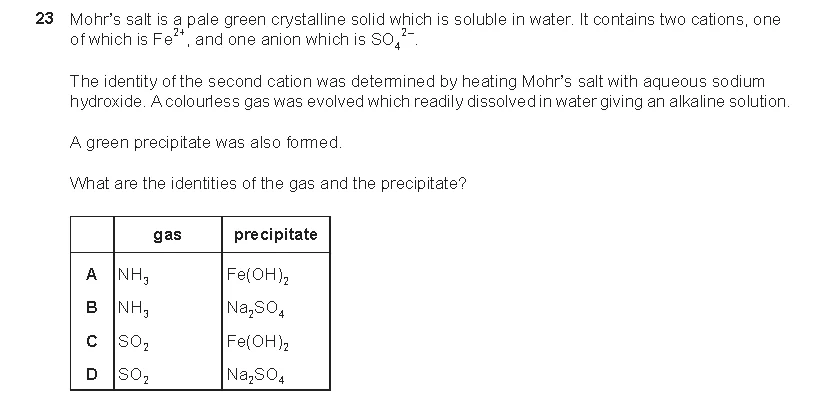 23 Mohr's salt is a pale green crystalline solid which is soluble in water. It contains two cations, one
of which is Fe²⁺, and one anion which is SO₄²⁻.
The identity of the second cation was determined by heating Mohr's salt with aqueous sodium
hydroxide. A colourless gas was evolved which readily dissolved in water giving an alkaline solution.
A green precipitate was also formed.
What are the identities of the gas and the precipitate?
gas precipitate
A NH₃ Fe(OH)₂
B NH₃ Na₂SO₄
C SO₂ Fe(OH)₂
D SO₂ Na₂SO₄